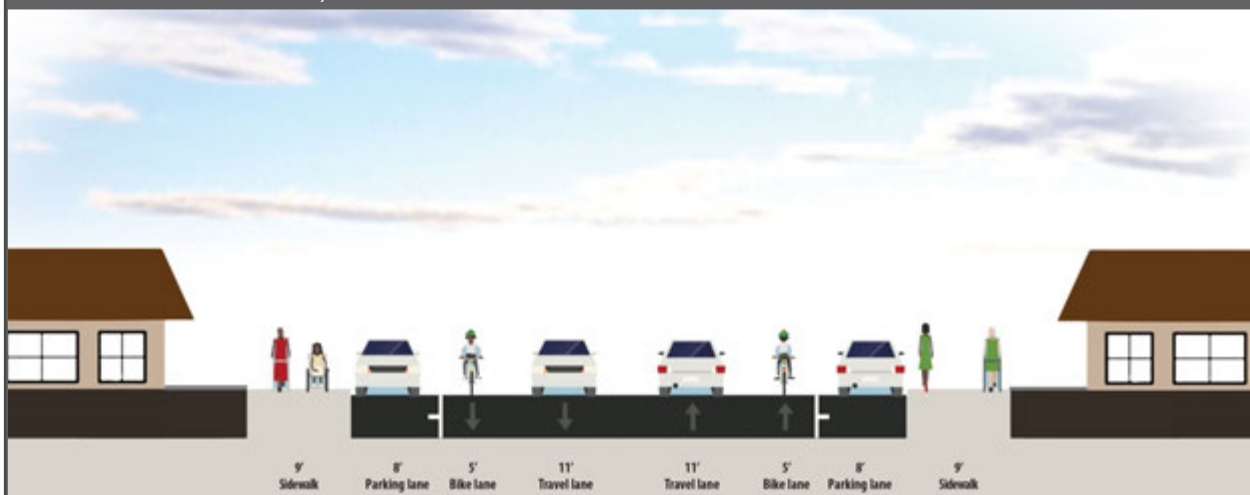 9' 8' 5' 11' 11' 5' 8' 9'
Sidewalk Parking lane Bike lane Travel lane Travel lane Bike lane Parking lane Sidewalk